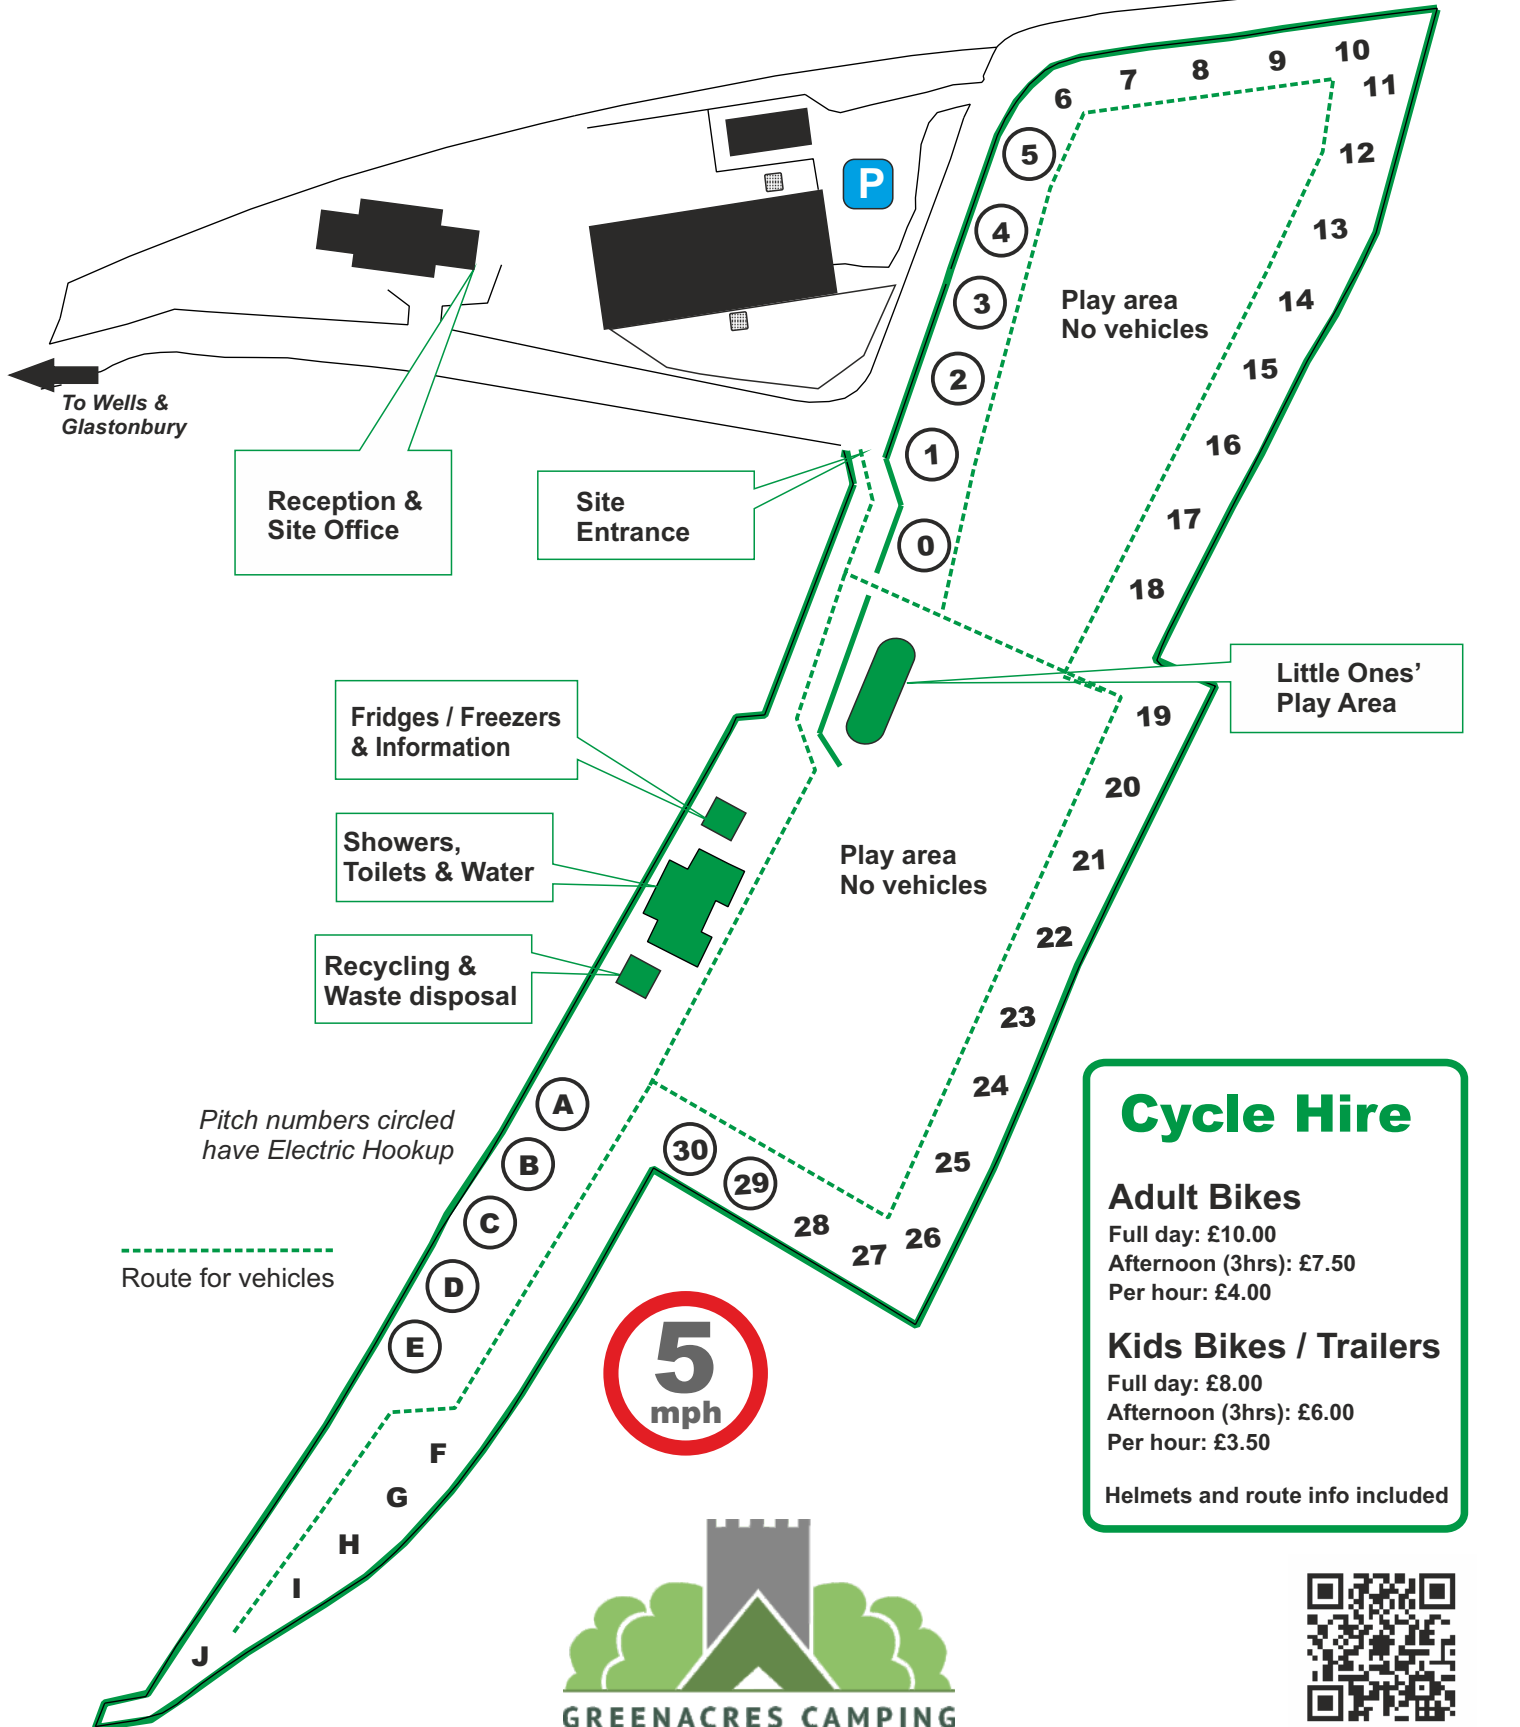 10
9
8
7
6
11
5
12
P
4
13
3
14
Play area
No vehicles
2
15
To Wells &
Glastonbury
1
16
Reception &
Site Office
Site
Entrance
17
0
18
Little Ones’
Play Area
19
Fridges / Freezers
& Information
20
Showers,
Toilets & Water
21
Play area
No vehicles
22
Recycling &
Waste disposal
23
24
A
Pitch numbers circled
have Electric Hookup
B
30
29
25
C
28
26
27
Route for vehicles
D
E
5
mph
F
G
H
I
J
Cycle Hire
Adult Bikes
Full day: £10.00
Afternoon (3hrs): £7.50
Per hour: £4.00
Kids Bikes / Trailers
Full day: £8.00
Afternoon (3hrs): £6.00
Per hour: £3.50
Helmets and route info included
GREENACRES CAMPING